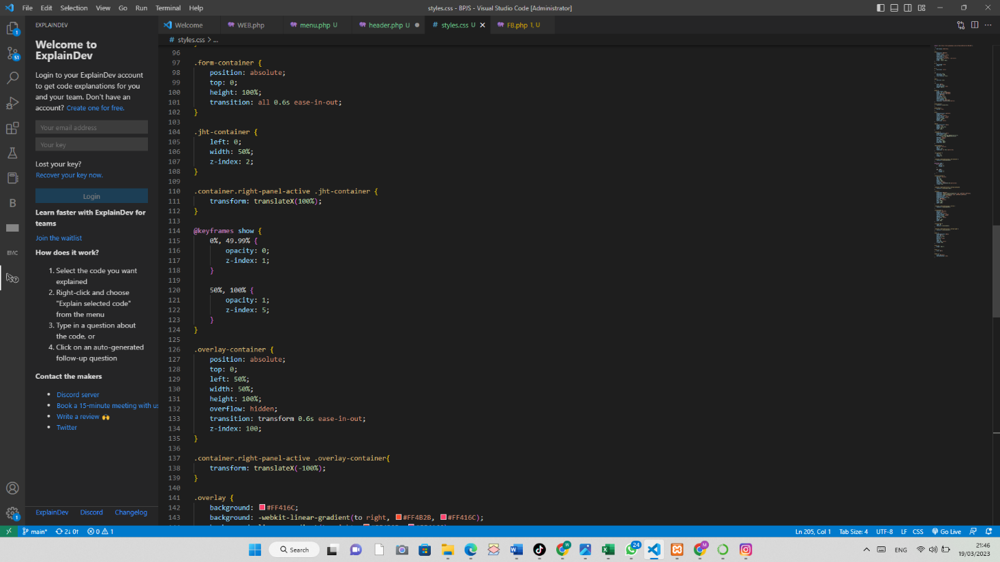 File Edit Selection View Go Run Terminal Help
styles.css - BPJS - Visual Studio Code [Administrator]
EXPLAINDEV
Welcome to
ExplainDev
Login to your ExplainDev account
to get code explanations for you
and your team. Don't have an
account? Create one for free.
Your email address
Your key
Lost your key?
Recover your key now.
Login
Learn faster with ExplainDev for
teams
Join the waitlist
How does it work?
1. Select the code you want
explained
2. Right-click and choose
"Explain selected code"
from the menu
3. Type in a question about
the code, or
4. Click on an auto-generated
follow-up question
Contact the makers
• Discord server
• Book a 15-minute meeting with us
• Write a review 🙌
• Twitter
ExplainDev Discord Changelog
1
51
B
EMC
1
Welcome WEB.php menu.php U header.php U # styles.css U FB.php 1, U
# styles.css > ...
96
97 .form-container {
98 position: absolute;
99 top: 0;
100 height: 100%;
101 transition: all 0.6s ease-in-out;
102 }
103
104 .jht-container {
105 left: 0;
106 width: 50%;
107 z-index: 2;
108 }
109
110 .container.right-panel-active .jht-container {
111 transform: translateX(100%);
112 }
113
114 @keyframes show {
115 0%, 49.99% {
116 opacity: 0;
117 z-index: 1;
118 }
119
120 50%, 100% {
121 opacity: 1;
122 z-index: 5;
123 }
124 }
125
126 .overlay-container {
127 position: absolute;
128 top: 0;
129 left: 50%;
130 width: 50%;
131 height: 100%;
132 overflow: hidden;
133 transition: transform 0.6s ease-in-out;
134 z-index: 100;
135 }
136
137 .container.right-panel-active .overlay-container{
138 transform: translateX(-100%);
139 }
140
141 .overlay {
142 background: #FF416C;
143 background: -webkit-linear-gradient(to right, #FF4B2B, #FF416C);
main* 2↓ 0↑ 0 1
Ln 205, Col 1 Tab Size: 4 UTF-8 LF CSS Go Live
Search
W
24
M
ENG
21:46
19/03/2023